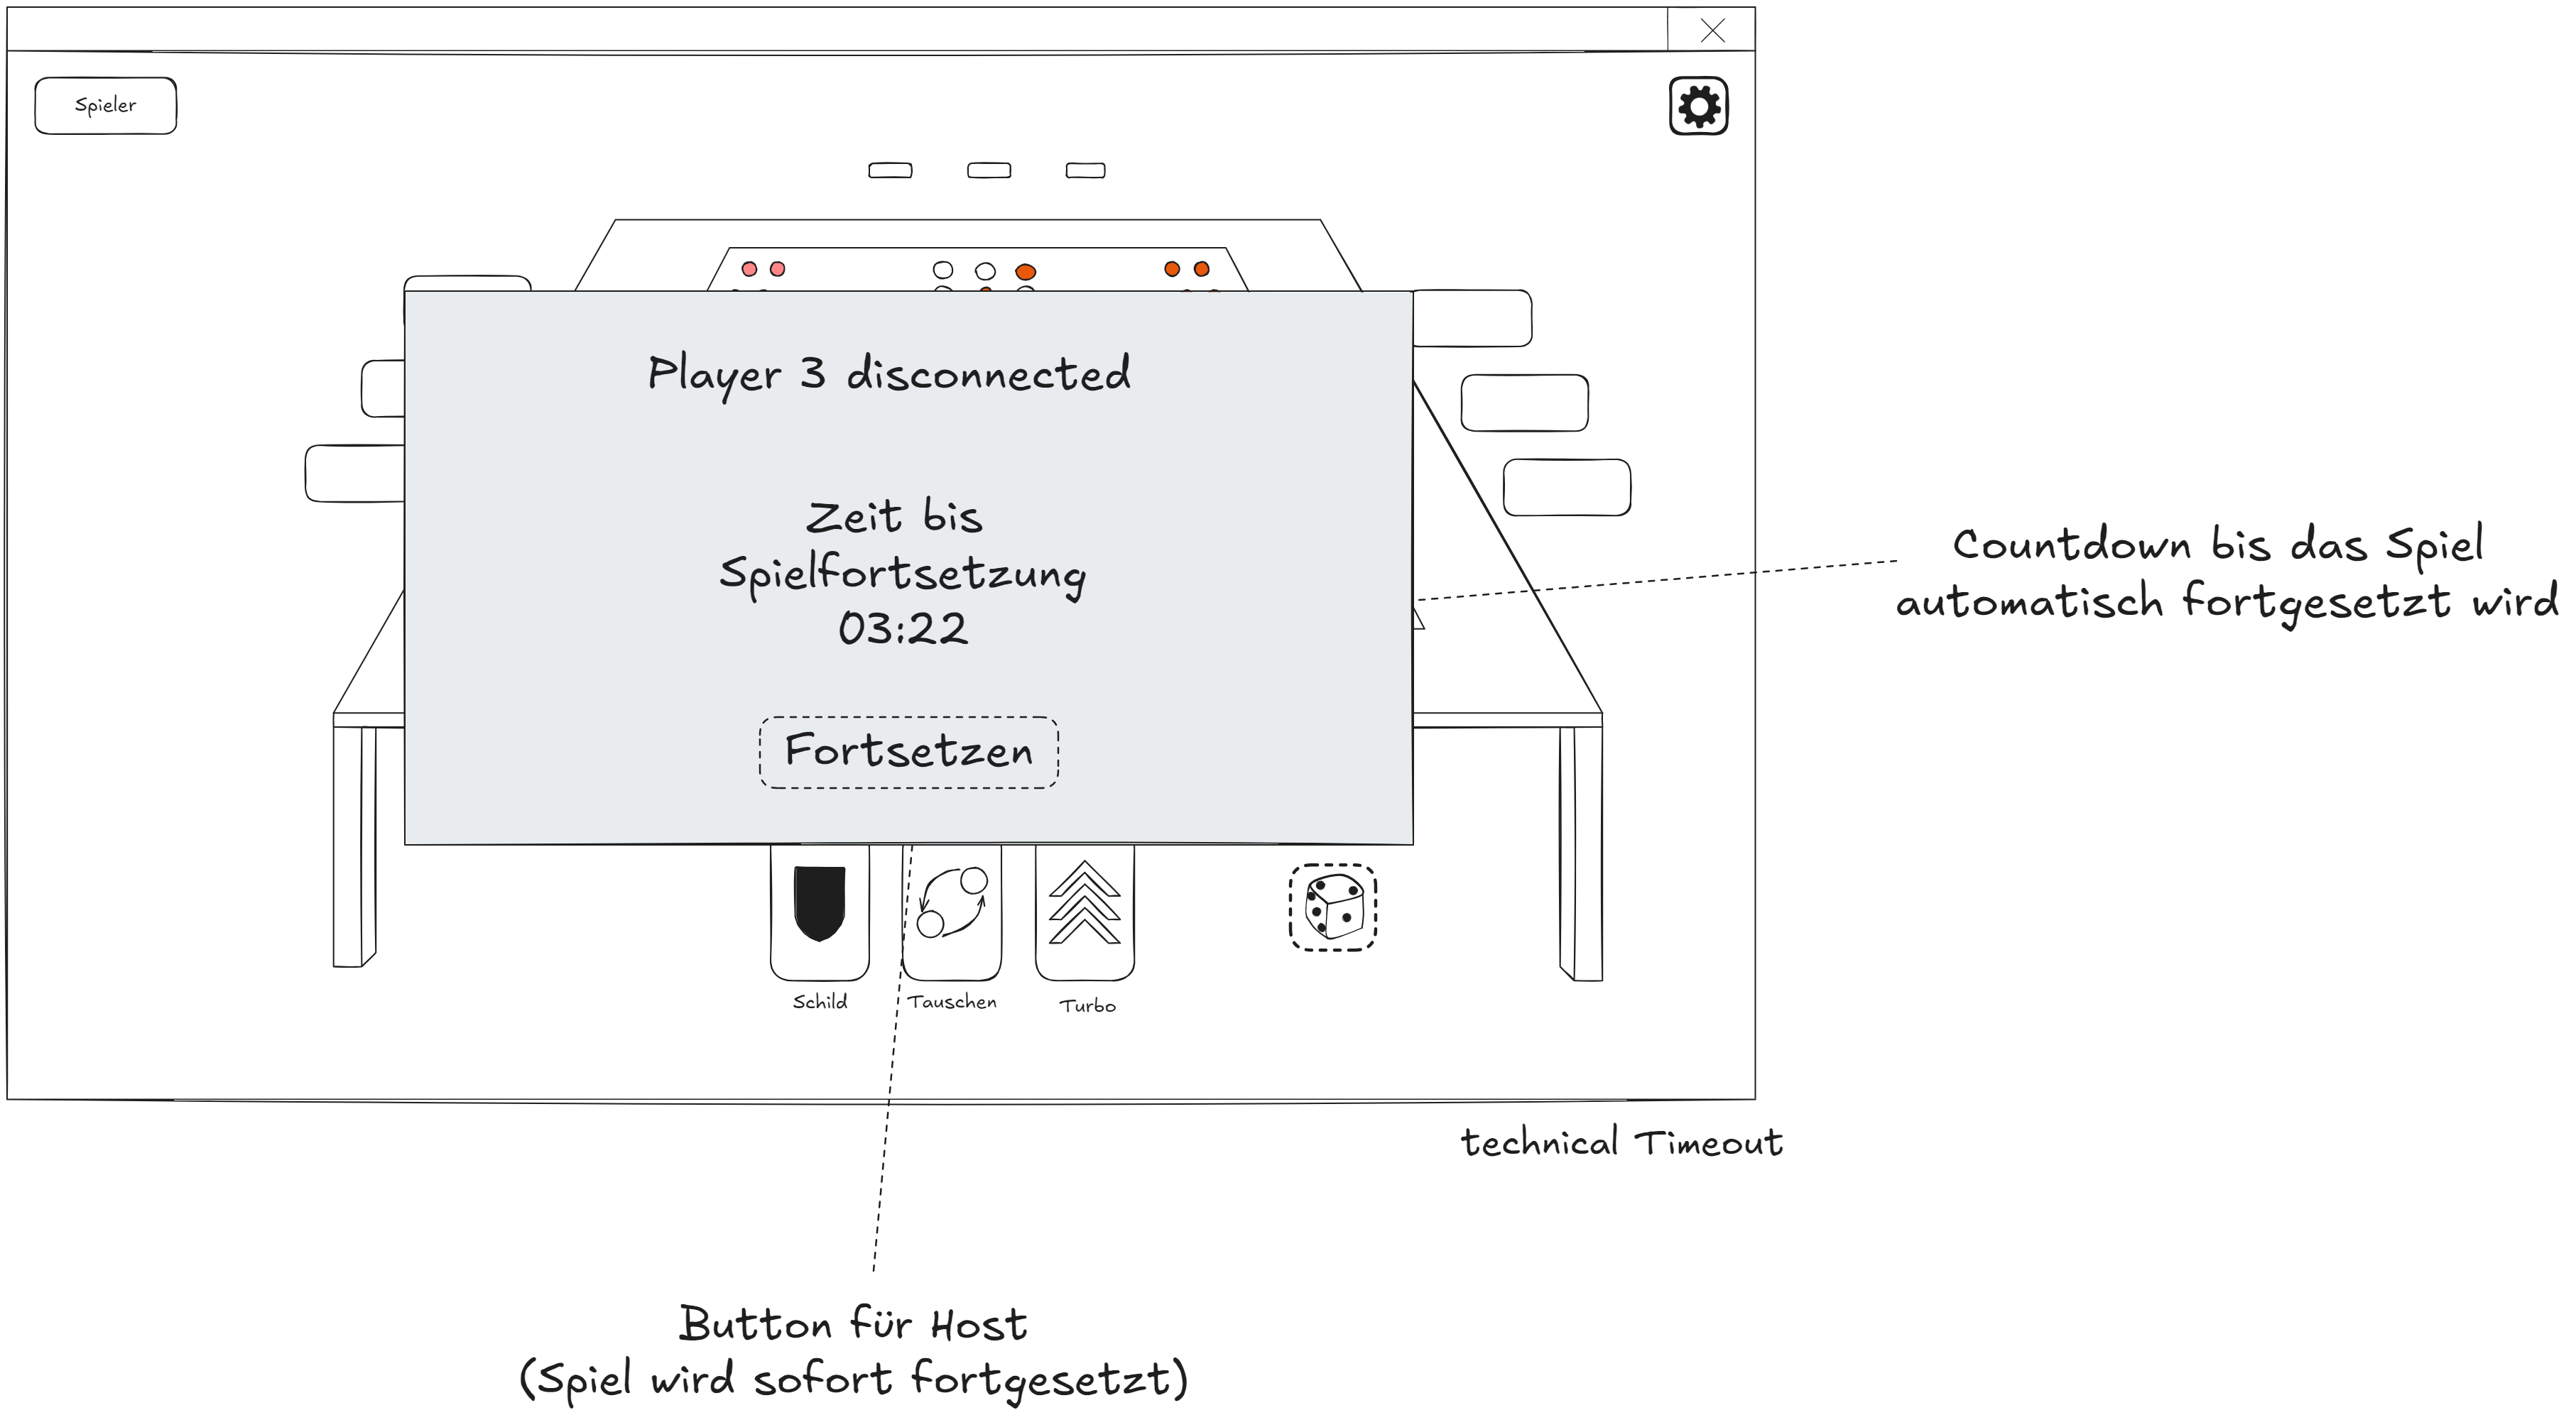 Spieler
Player 3 disconnected
Zeit bis
Spielfortsetzung
03:22
Fortsetzen
Countdown bis das Spiel
automatisch fortgesetzt wird
Schild
Tauschen
Turbo
technical Timeout
Button für Host
(Spiel wird sofort fortgesetzt)